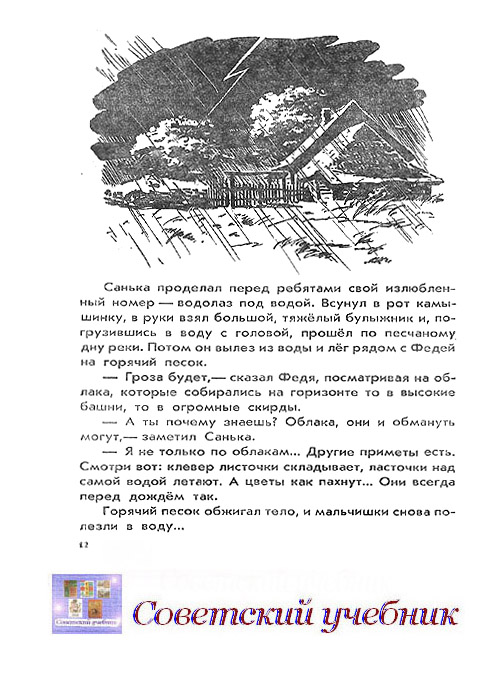 Санька проделал перед ребятами свой излюблен-
ный номер — водолаз под водой. Всунул в рот камы-
шинку, в руки взял большой, тяжёлый булыжник и, по-
грузившись в воду с головой, прошёл по песчаному
дну реки. Потом он вылез из воды и лёг рядом с Федей
на горячий песок.
— Гроза будет,— сказал Федя, посматривая на об-
лака, которые собирались на горизонте то в высокие
башни, то в огромные скирды.
— А ты почему знаешь? Облака, они и обмануть
могут,— заметил Санька.
— Я не только по облакам... Другие приметы есть.
Смотри вот: клевер листочки складывает, ласточки над
самой водой летают. А цветы как пахнут... Они всегда
перед дождём так.
Горячий песок обжигал тело, и мальчишки снова по-
лезли в воду...
12
Советский учебник
Советский учебник